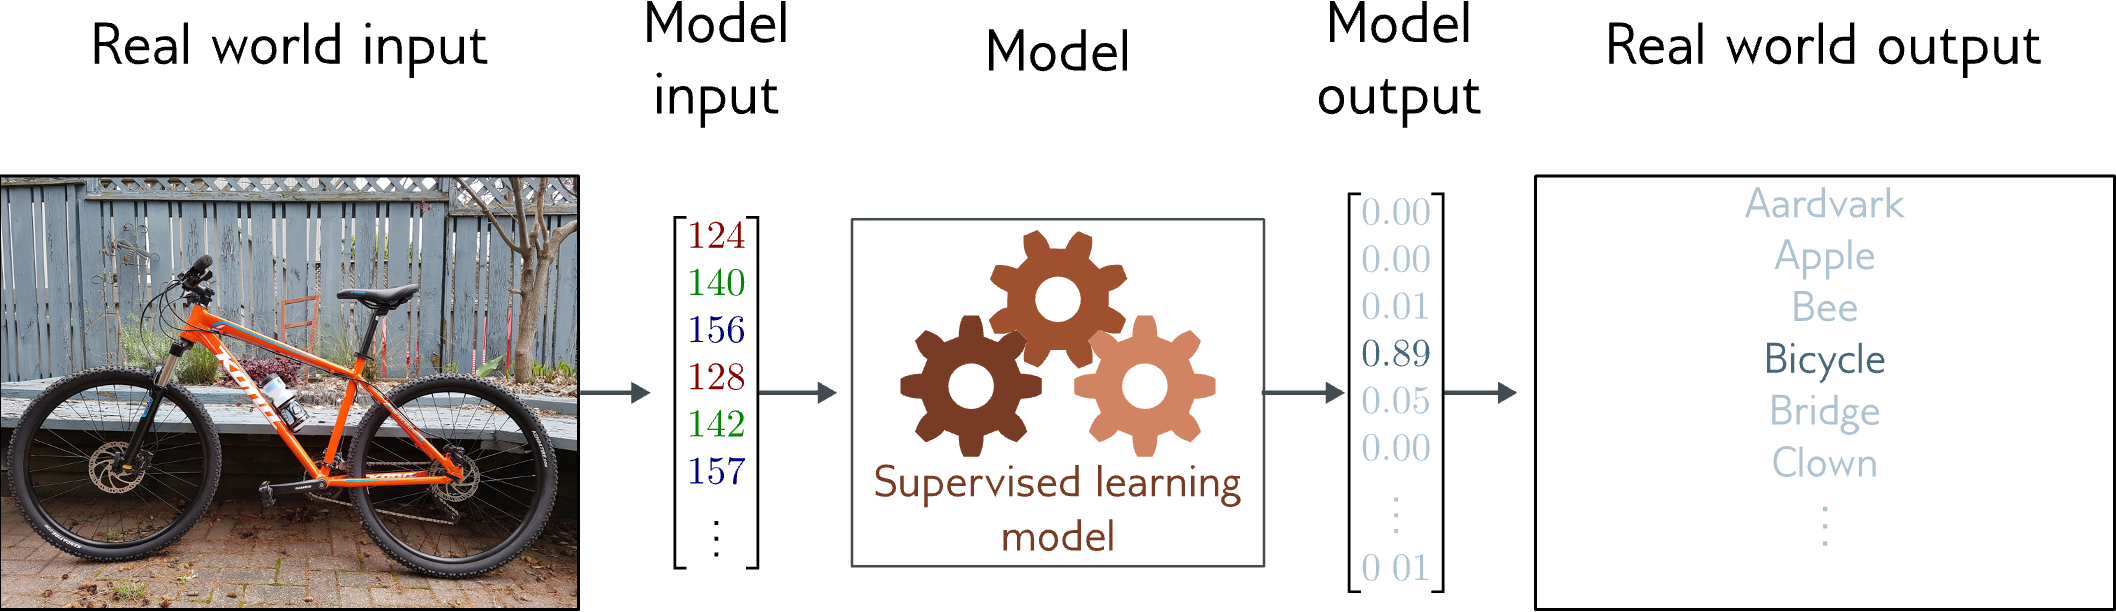 Real world input
Model
input
Model
Model
output
Real world output
KONA
124
140
156
128
142
157
⋮
Supervised learning
model
0.00
0.00
0.01
0.89
0.05
0.00
⋮
0 01
Aardvark
Apple
Bee
Bicycle
Bridge
Clown
⋮